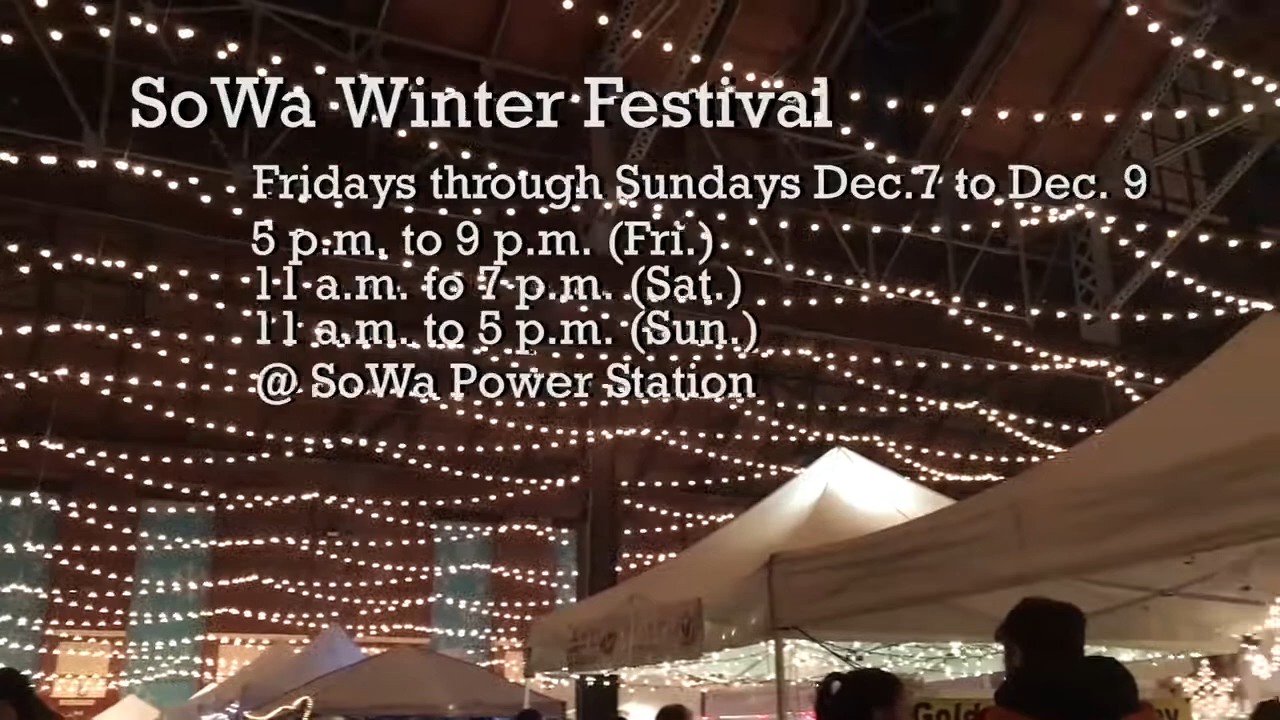 SoWa Winter Festival
Fridays through Sundays Dec.7 to Dec. 9
5 p.m. to 9 p.m. (Fri.)
11 a.m. to 7 p.m. (Sat.)
11 a.m. to 5 p.m. (Sun.)
@ SoWa Power Station